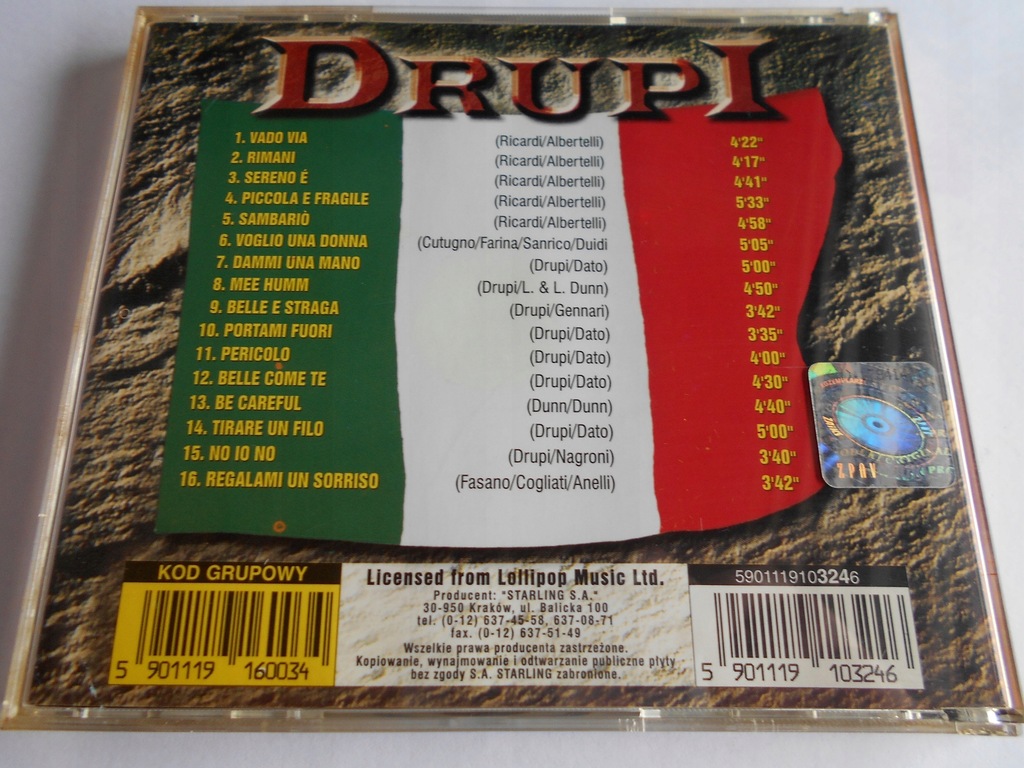 DRUPI
1. VADO VIA (Ricardi/Albertelli) 4'22"
2. RIMANI (Ricardi/Albertelli) 4'17"
3. SERENO É (Ricardi/Albertelli) 4'41"
4. PICCOLA E FRAGILE (Ricardi/Albertelli) 5'33"
5. SAMBARIÒ (Ricardi/Albertelli) 4'58"
6. VOGLIO UNA DONNA (Cutugno/Farina/Sanrico/Duidi 5'05"
7. DAMMI UNA MANO (Drupi/Dato) 5'00"
8. MEE HUMM (Drupi/L. & L. Dunn) 4'50"
9. BELLE E STRAGA (Drupi/Gennari) 3'42"
10. PORTAMI FUORI (Drupi/Dato) 3'35"
11. PERICOLO (Drupi/Dato) 4'00"
12. BELLE COME TE (Drupi/Dato) 4'30"
13. BE CAREFUL (Dunn/Dunn) 4'40"
14. TIRARE UN FILO (Drupi/Dato) 5'00"
15. NO IO NO (Drupi/Nagroni) 3'40"
16. REGALAMI UN SORRISO (Fasano/Cogliati/Anelli) 3'42"
ZPAV
KOD GRUPOWY
5 901119 160034
Licensed from Lollipop Music Ltd.
Producent: "STARLING S.A."
30-950 Kraków, ul. Balicka 100
tel. (0-12) 637-45-58, 637-08-71
fax. (0-12) 637-51-49
Wszelkie prawa producenta zastrzeżone.
Kopiowanie, wynajmowanie i odtwarzanie publiczne płyty
bez zgody S.A. STARLING zabronione.
5901119103246
5 901119 103246